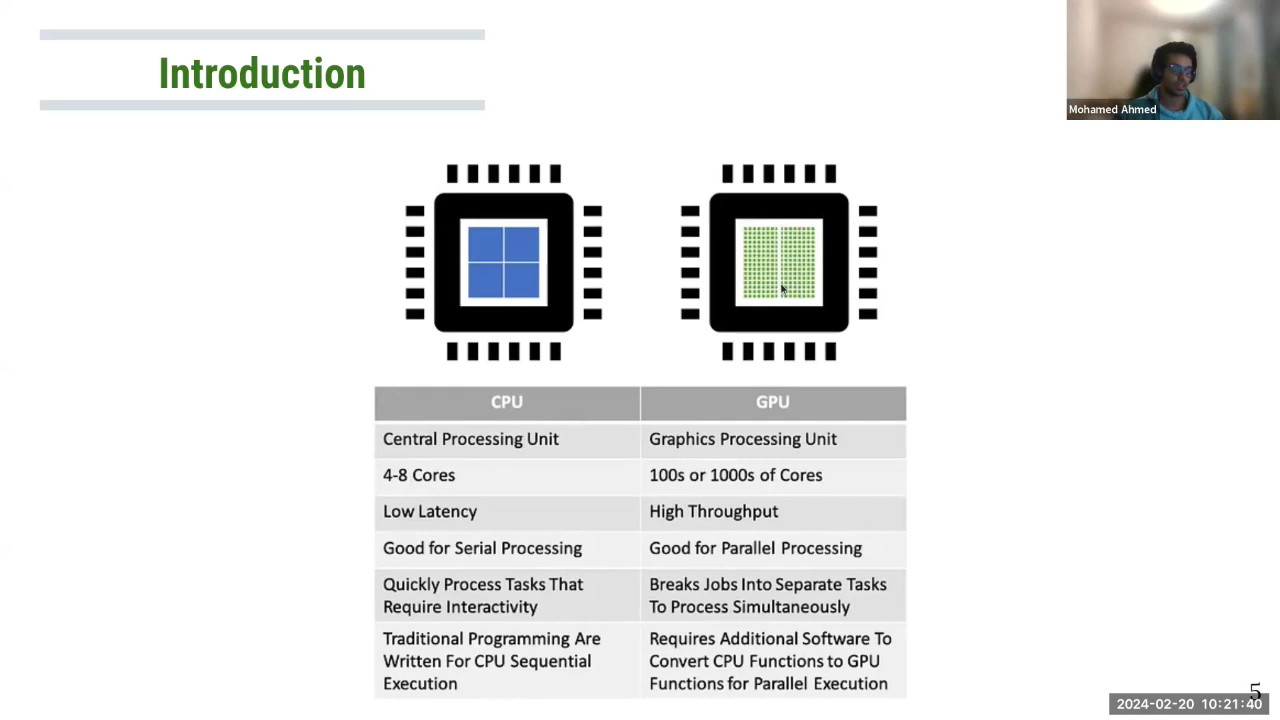 Introduction
Mohamed Ahmed
CPU
GPU
Central Processing Unit
Graphics Processing Unit
4-8 Cores
100s or 1000s of Cores
Low Latency
High Throughput
Good for Serial Processing
Good for Parallel Processing
Quickly Process Tasks That
Require Interactivity
Breaks Jobs Into Separate Tasks
To Process Simultaneously
Traditional Programming Are
Written For CPU Sequential
Execution
Requires Additional Software To
Convert CPU Functions to GPU
Functions for Parallel Execution
5
2024-02-20 10:21:40